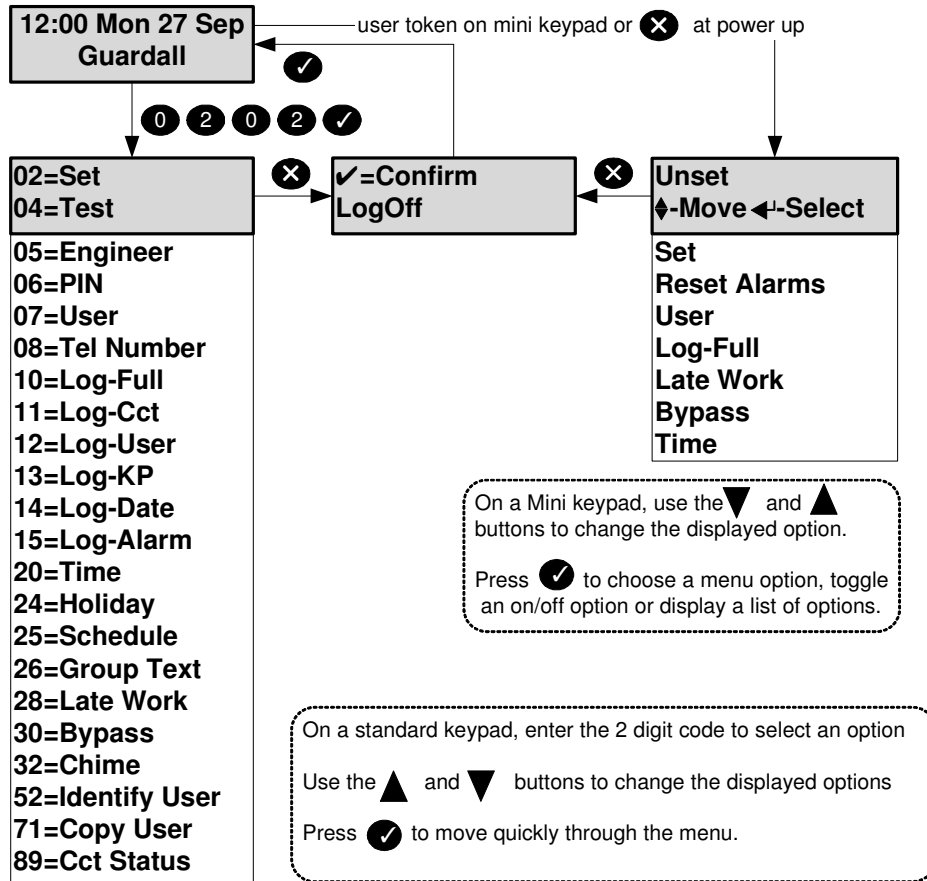 12:00 Mon 27 Sep
Guardall
user token on mini keypad or ✕ at power up
✓
0 2 0 2 ✓
02=Set
04=Test
✕
✔=Confirm
LogOff
✕
Unset
♦-Move ↵-Select
05=Engineer
06=PIN
07=User
08=Tel Number
10=Log-Full
11=Log-Cct
12=Log-User
13=Log-KP
14=Log-Date
15=Log-Alarm
20=Time
24=Holiday
25=Schedule
26=Group Text
28=Late Work
30=Bypass
32=Chime
52=Identify User
71=Copy User
89=Cct Status
Set
Reset Alarms
User
Log-Full
Late Work
Bypass
Time
On a Mini keypad, use the ▼ and ▲
buttons to change the displayed option.
Press ✓ to choose a menu option, toggle
an on/off option or display a list of options.
On a standard keypad, enter the 2 digit code to select an option
Use the ▲ and ▼ buttons to change the displayed options
Press ✓ to move quickly through the menu.